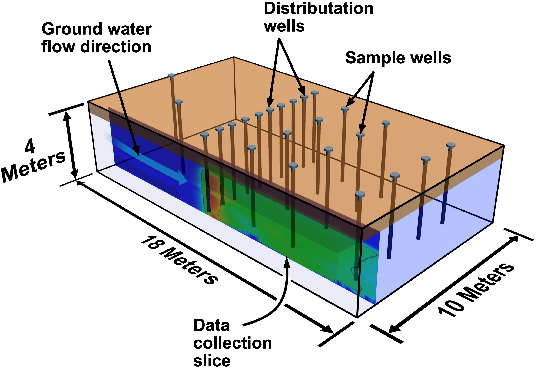 Ground water
flow direction
Distributation
wells
Sample wells
4
Meters
18 Meters
10 Meters
Data
collection
slice